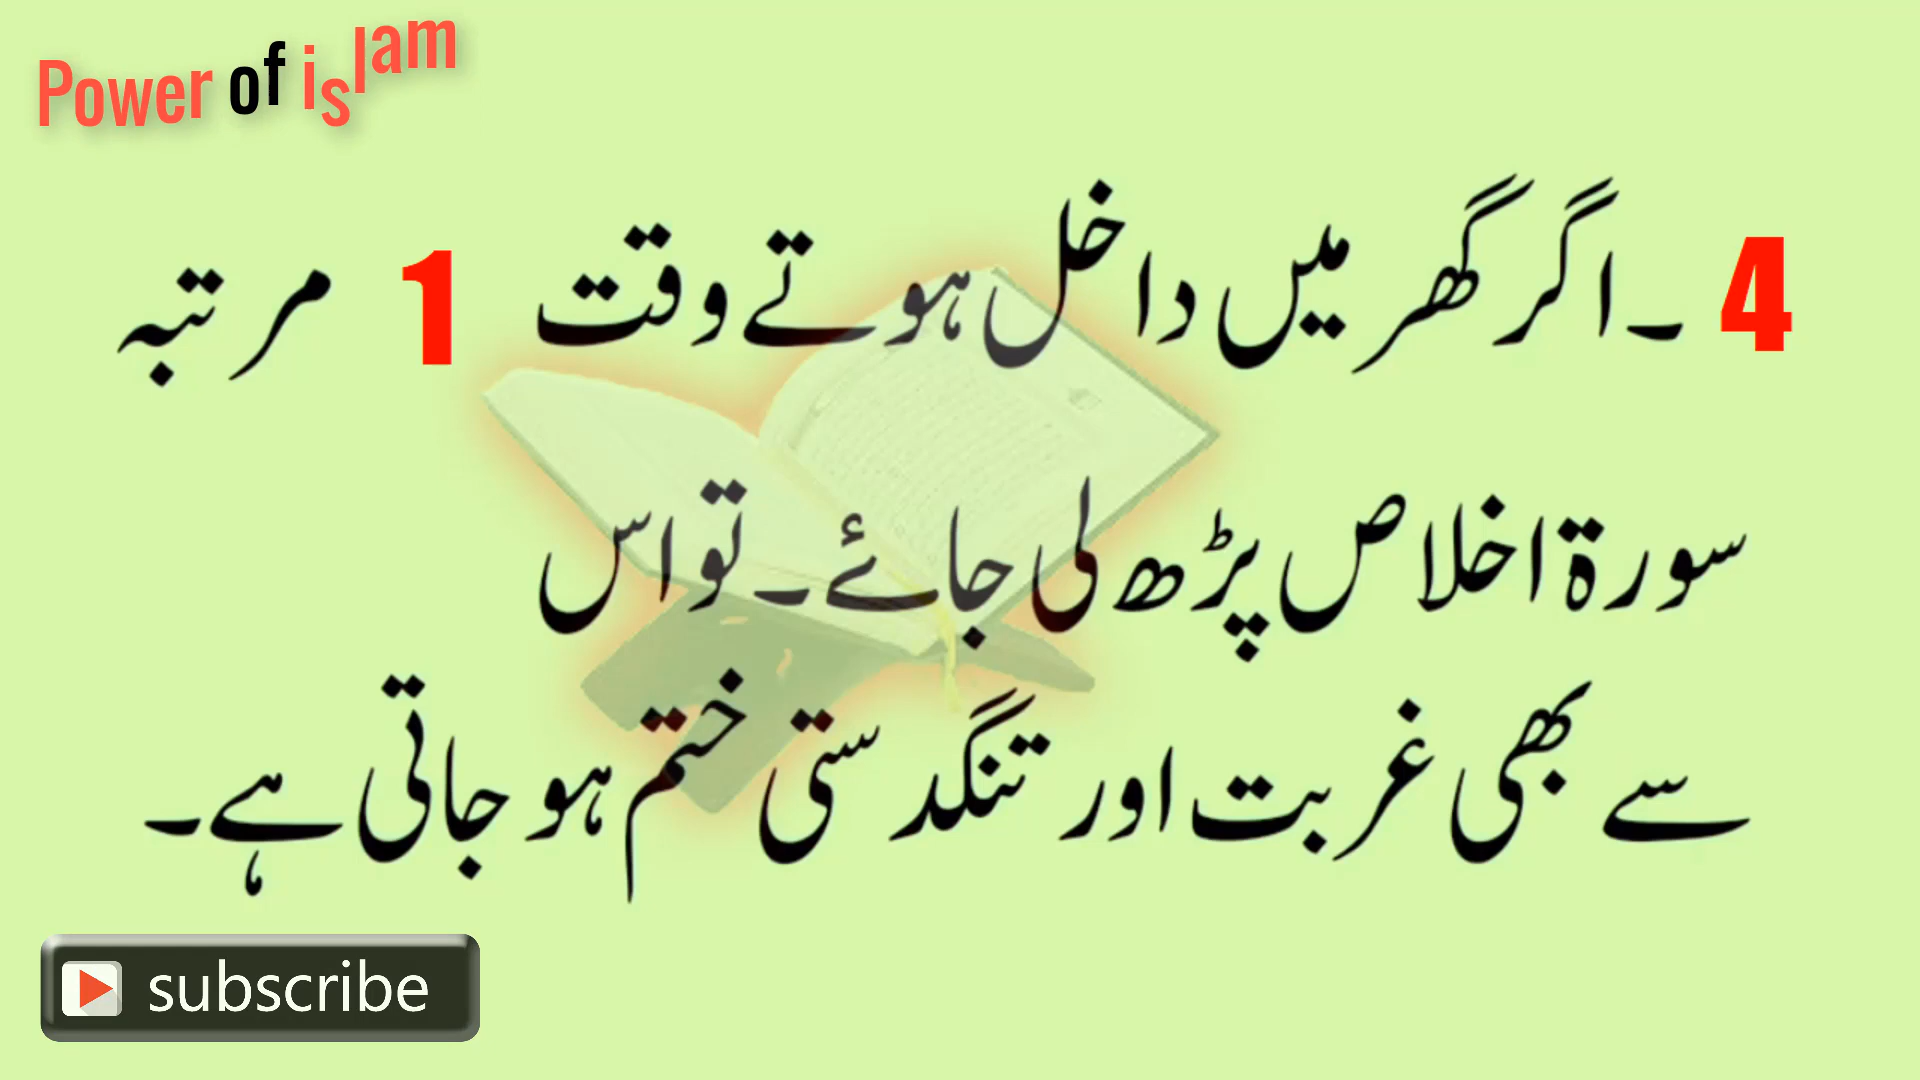 Power of islam
4 ۔ اگر گھر میں داخل ہوتے وقت 1 مرتبہ
سورۃ اخلاص پڑھ لی جائے ۔ تو اس
سے بھی غربت اور تنگدستی ختم ہو جاتی ہے ۔
subscribe